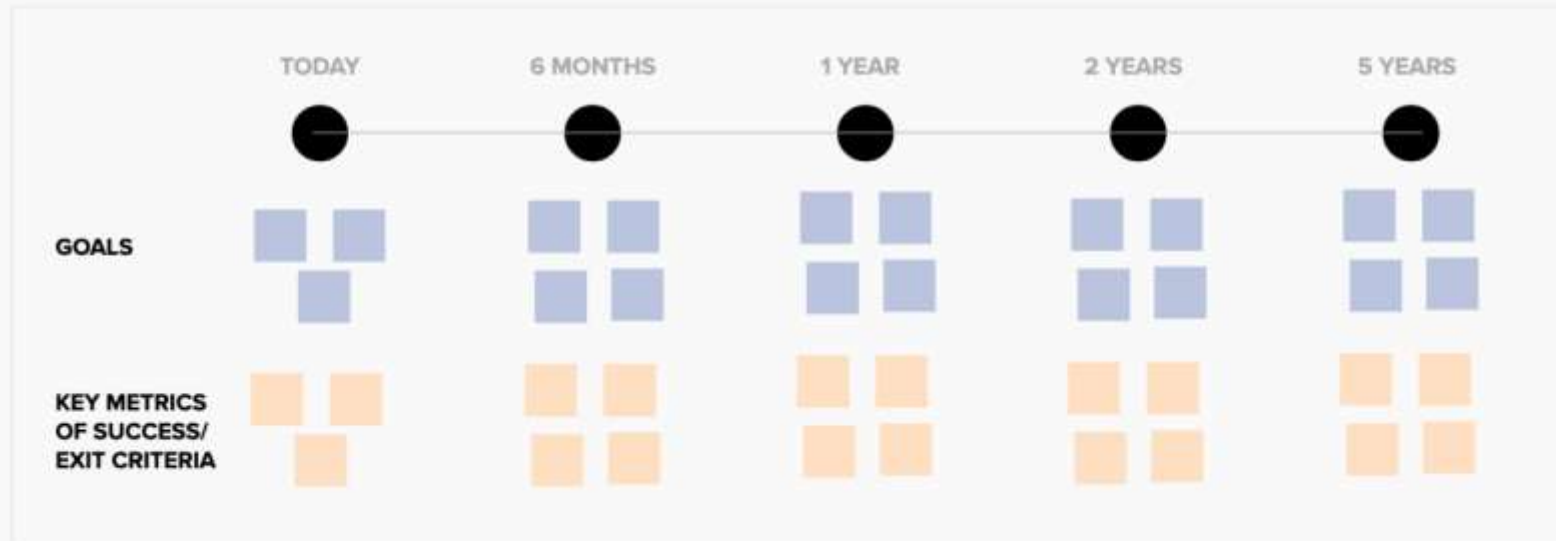 TODAY
6 MONTHS
1 YEAR
2 YEARS
5 YEARS
GOALS
KEY METRICS
OF SUCCESS/
EXIT CRITERIA